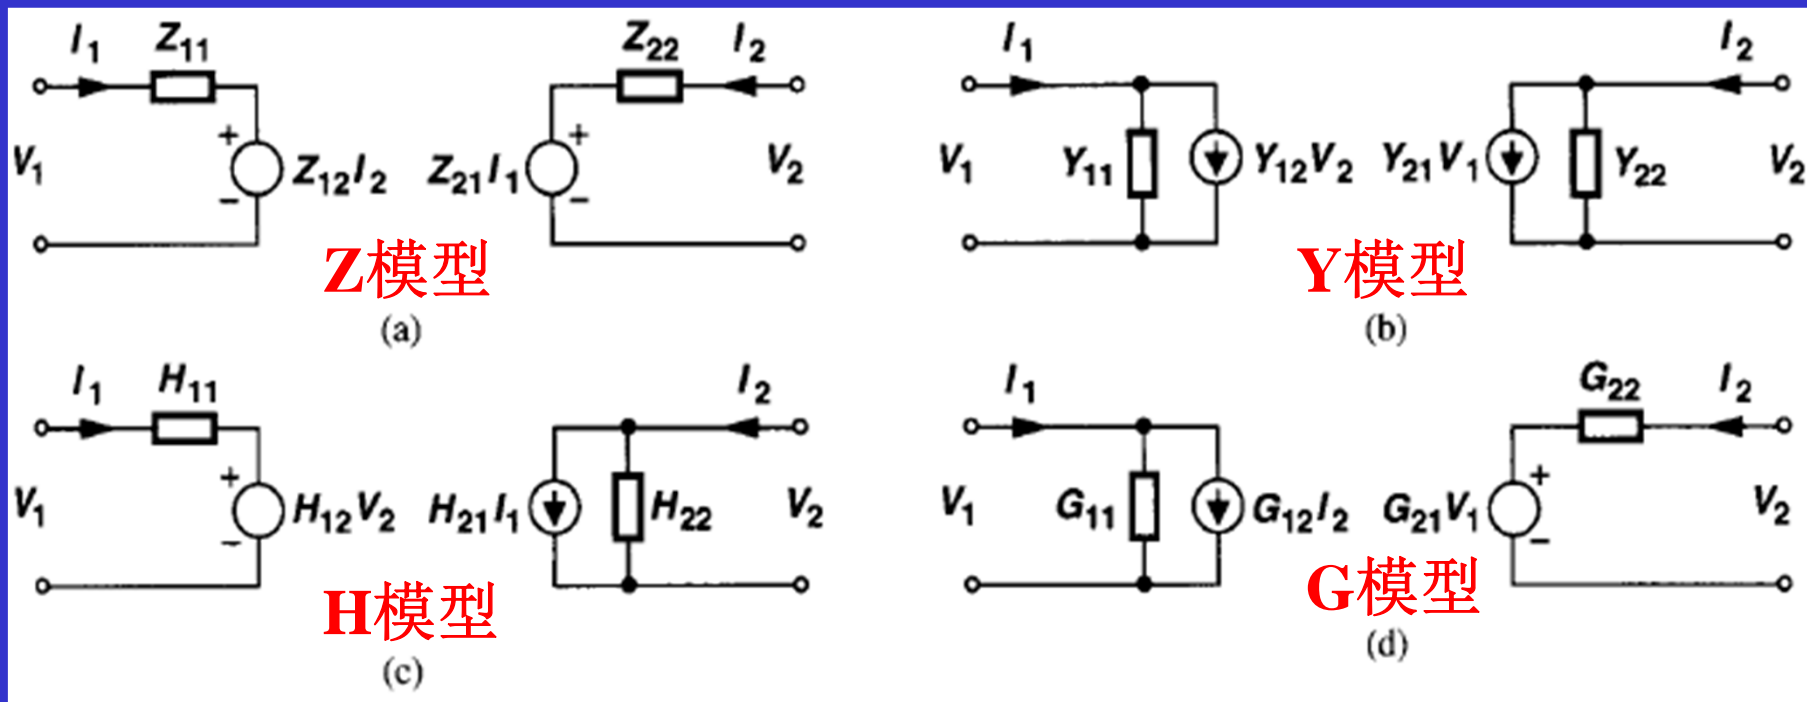 I1 Z11 Z22 I2
V1 + − Z12I2 Z21I1 + − V2
Z模型
(a)
I1 I2
V1 Y11 Y12V2 Y21V1 Y22 V2
Y模型
(b)
I1 H11 I2
V1 + − H12V2 H21I1 H22 V2
H模型
(c)
I1 G22 I2
V1 G11 G12I2 G21V1 + − V2
G模型
(d)